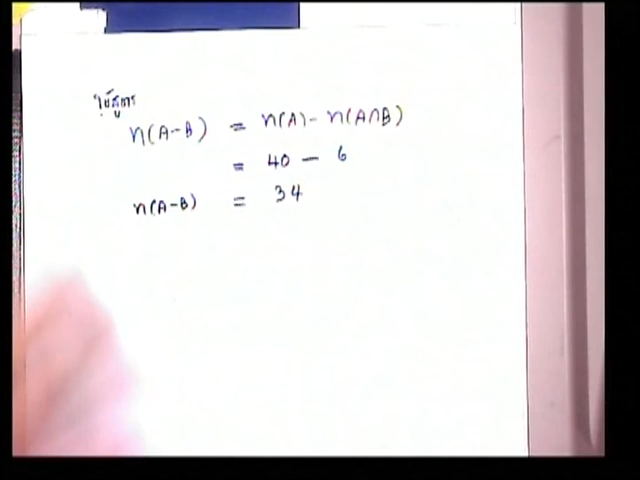 ใช้สูตร
n(A-B) = n(A) - n(A∩B)
= 40 - 6
n(A-B) = 34